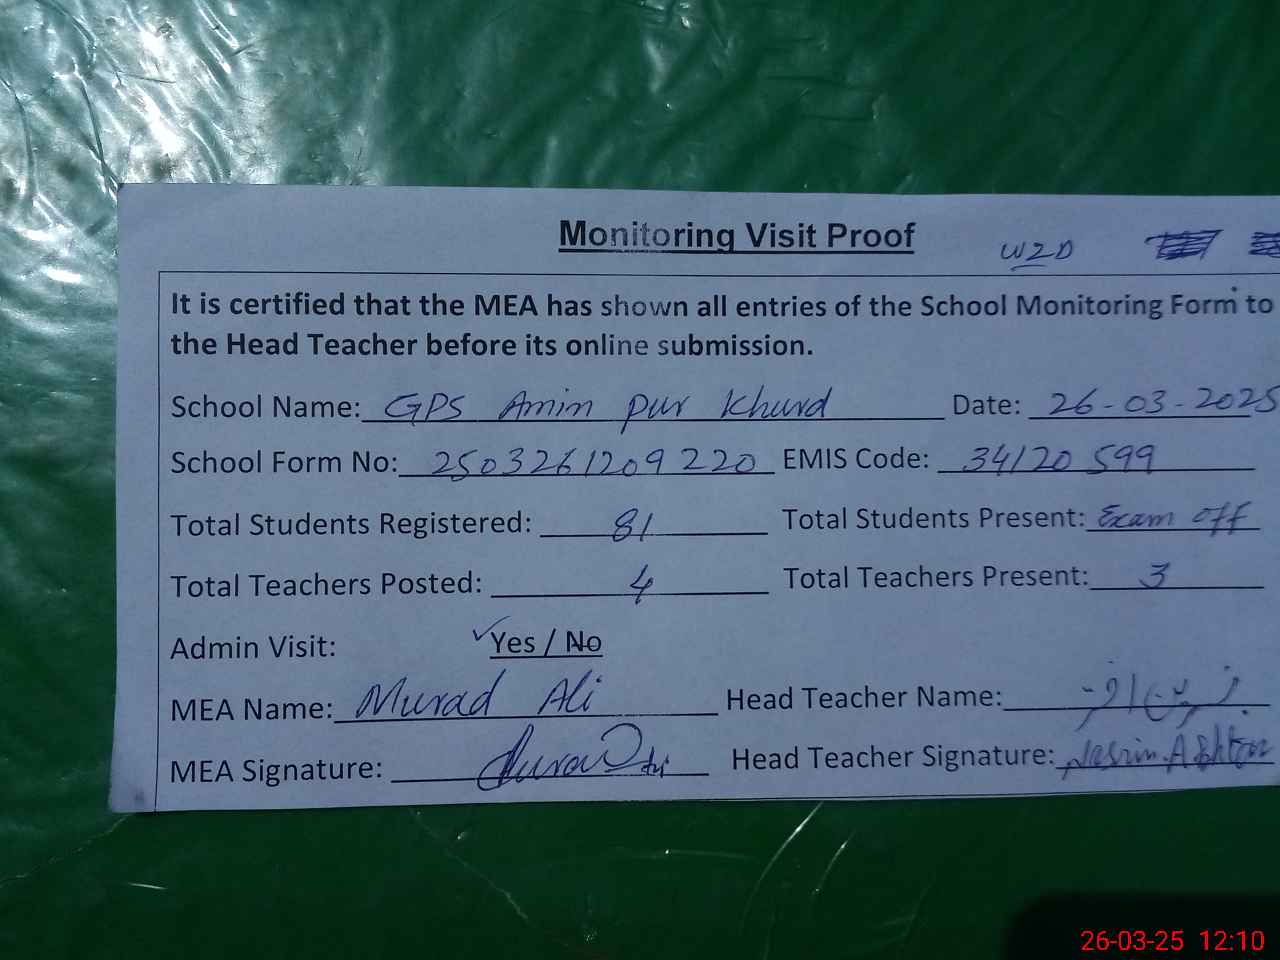 Monitoring Visit Proof
W2D
It is certified that the MEA has shown all entries of the School Monitoring Form to
the Head Teacher before its online submission.
School Name: GPS Amin pur Khurd Date: 26-03-2025
School Form No: 2503261209220 EMIS Code: 34120599
Total Students Registered: 81 Total Students Present: Exam off
Total Teachers Posted: 4 Total Teachers Present: 3
Admin Visit: ✓Yes / No
MEA Name: Murad Ali Head Teacher Name:
MEA Signature: Murad Ali Head Teacher Signature:
26-03-25 12:10